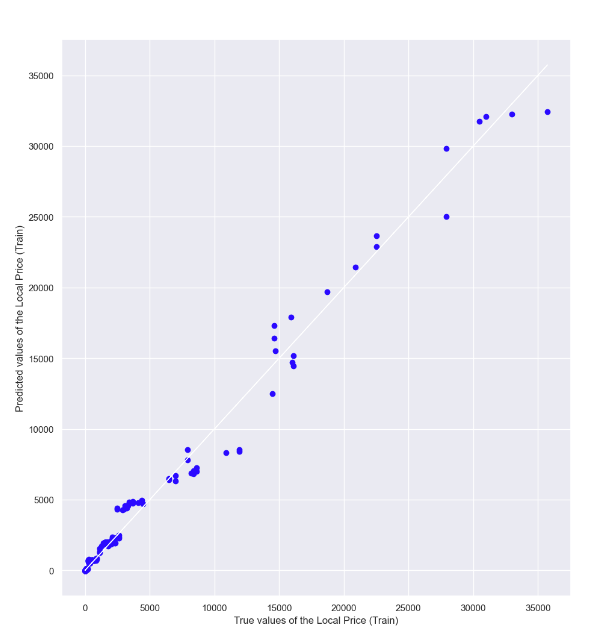 35000
30000
25000
20000
15000
10000
5000
0
Predicted values of the Local Price (Train)
0 5000 10000 15000 20000 25000 30000 35000
True values of the Local Price (Train)